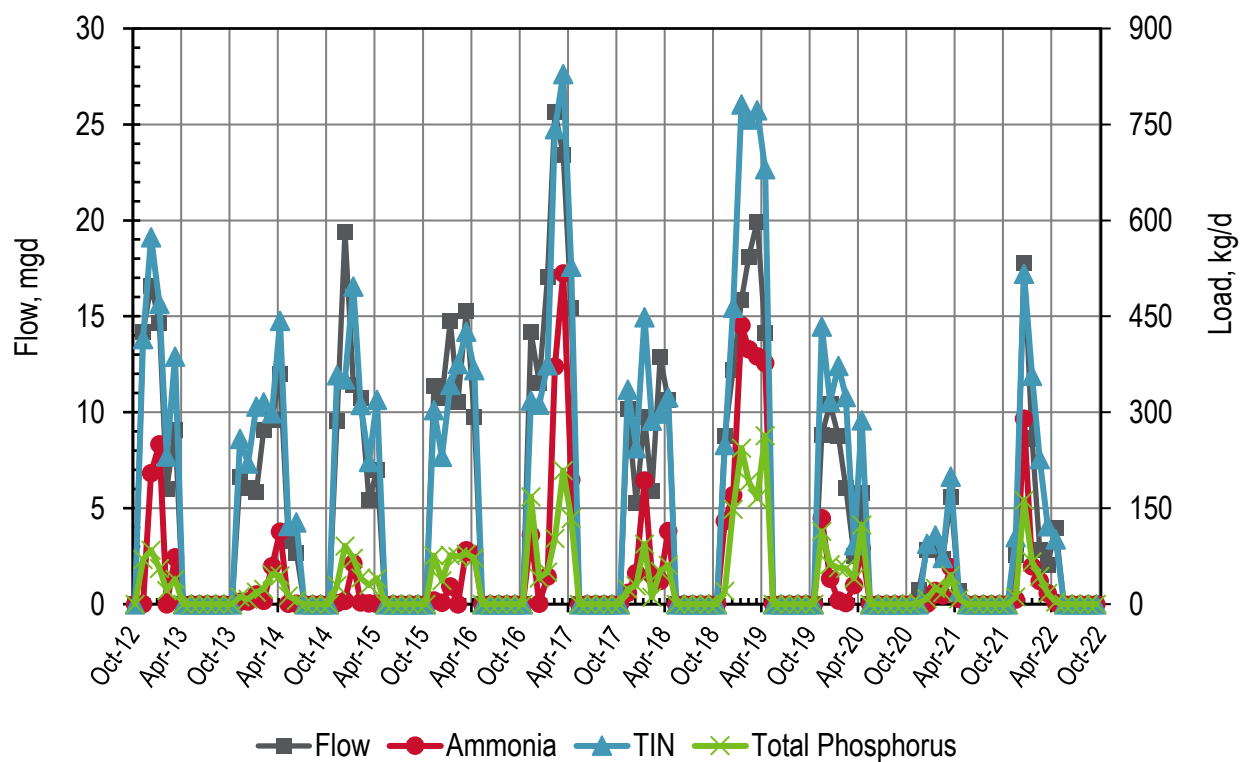 30
25
20
15
10
5
0
Flow, mgd
900
750
600
450
300
150
0
Load, kg/d
Oct-12
Apr-13
Oct-13
Apr-14
Oct-14
Apr-15
Oct-15
Apr-16
Oct-16
Apr-17
Oct-17
Apr-18
Oct-18
Apr-19
Oct-19
Apr-20
Oct-20
Apr-21
Oct-21
Apr-22
Oct-22
Flow Ammonia TIN Total Phosphorus